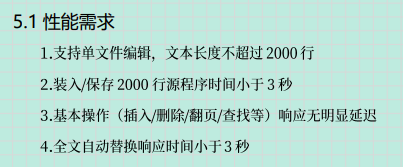 5.1 性能需求
1.支持单文件编辑，文本长度不超过 2000 行
2.装入/保存 2000 行源程序时间小于 3 秒
3.基本操作（插入/删除/翻页/查找等）响应无明显延迟
4.全文自动替换响应时间小于 3 秒